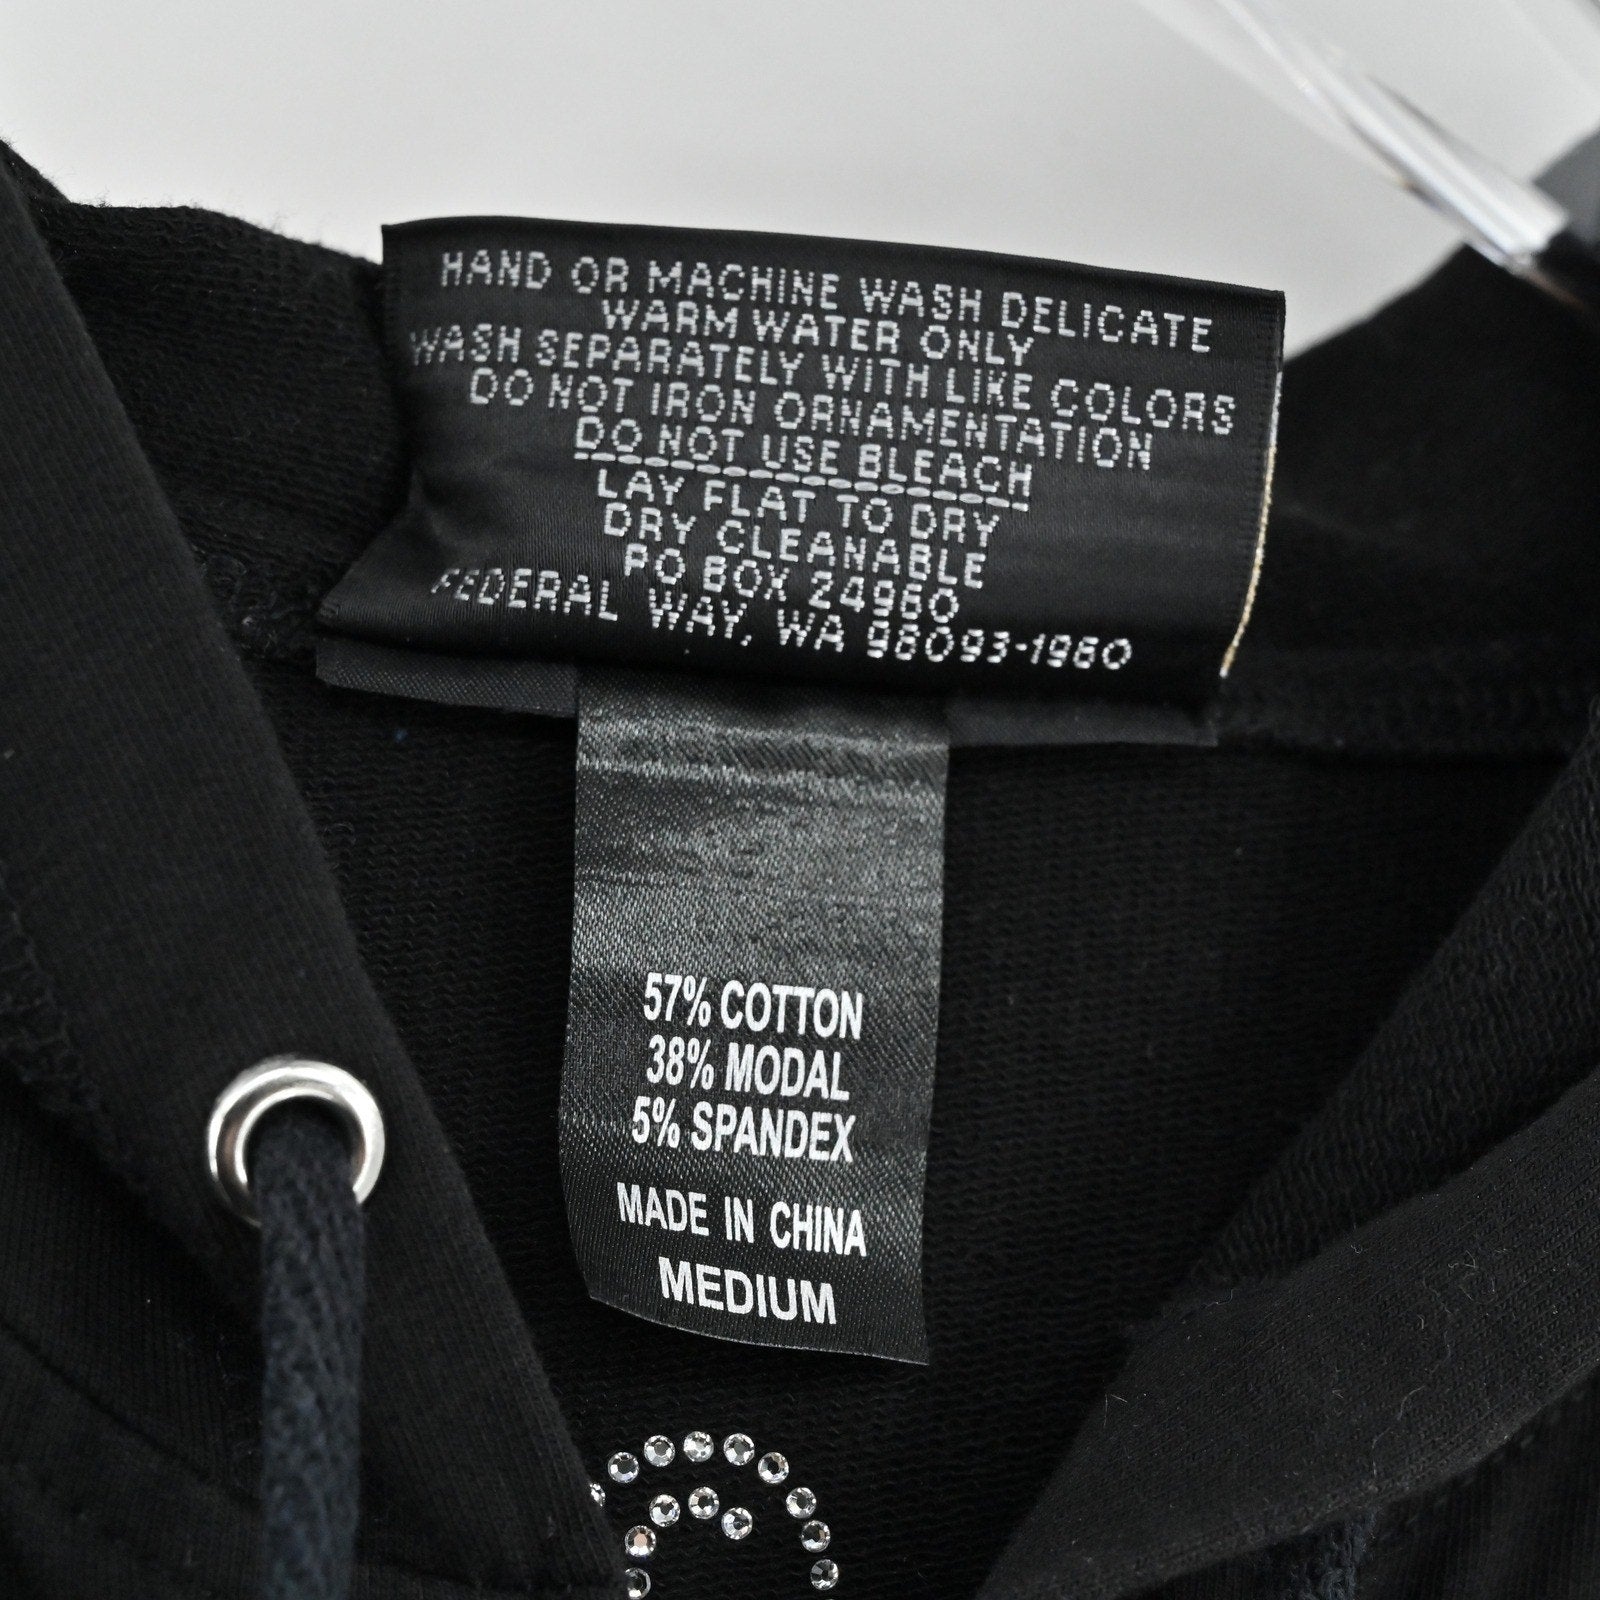 HAND OR MACHINE WASH DELICATE
WARM WATER ONLY
WASH SEPARATELY WITH LIKE COLORS
DO NOT IRON ORNAMENTATION
DO NOT USE BLEACH
LAY FLAT TO DRY
DRY CLEANABLE
PO BOX 24960
FEDERAL WAY, WA 98093-1960
57% COTTON
38% MODAL
5% SPANDEX
MADE IN CHINA
MEDIUM